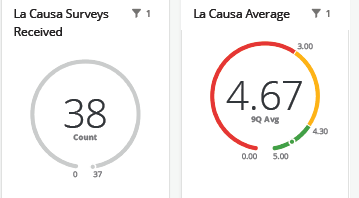 La Causa Surveys
Received
1
38
Count
0
37
La Causa Average
1
3.00
4.67
9Q Avg
4.30
0.00
5.00